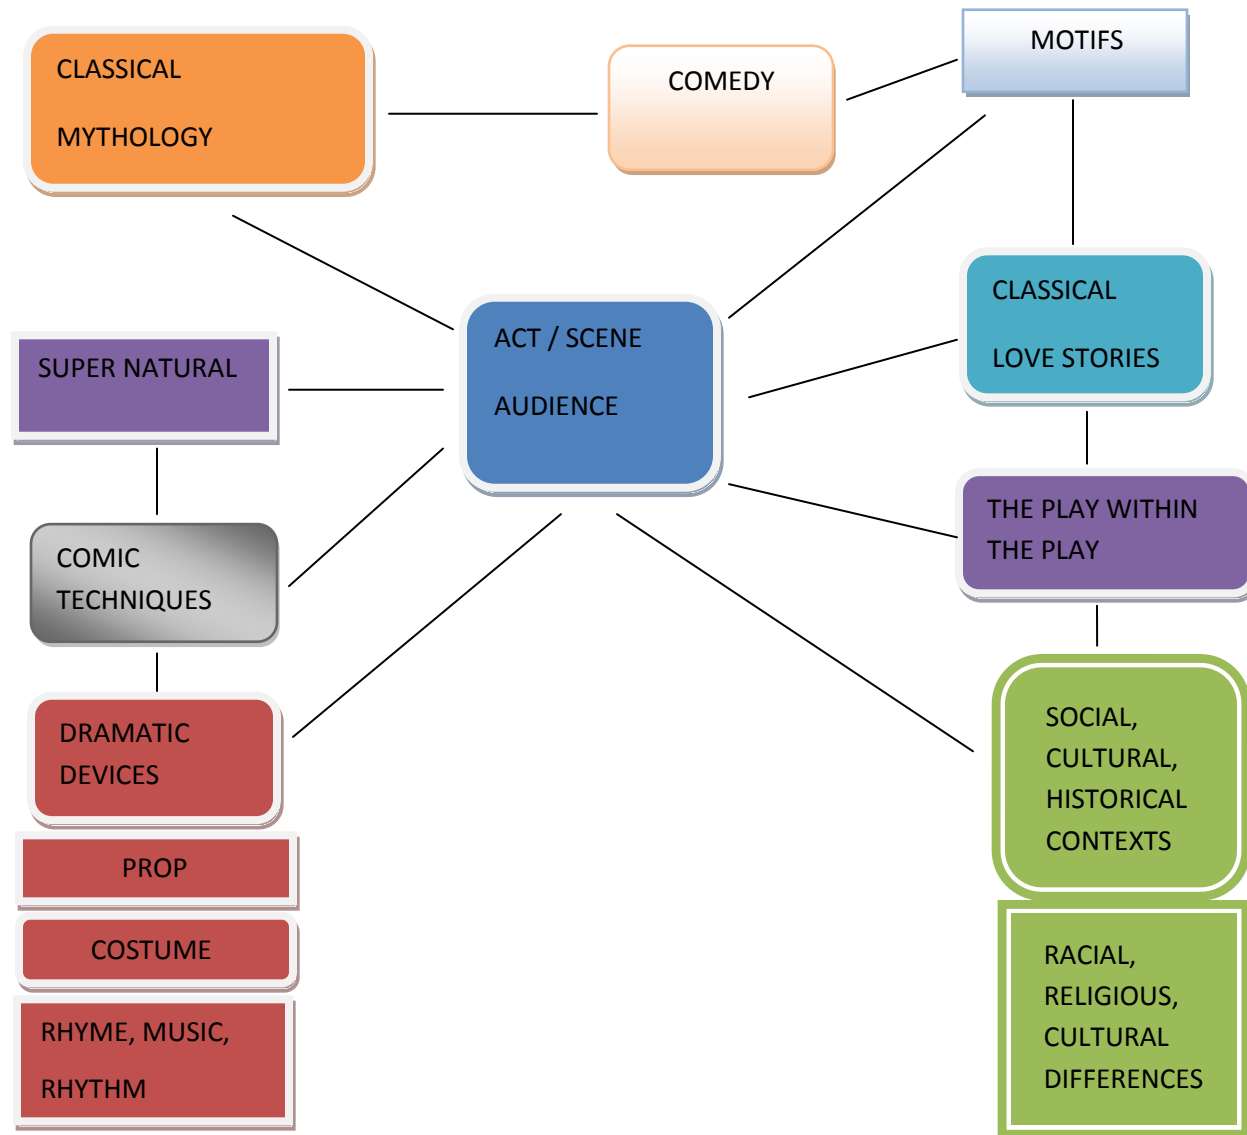 CLASSICAL
MYTHOLOGY
COMEDY
MOTIFS
SUPER NATURAL
ACT / SCENE
AUDIENCE
CLASSICAL
LOVE STORIES
COMIC
TECHNIQUES
THE PLAY WITHIN
THE PLAY
DRAMATIC
DEVICES
PROP
COSTUME
RHYME, MUSIC,
RHYTHM
SOCIAL,
CULTURAL,
HISTORICAL
CONTEXTS
RACIAL,
RELIGIOUS,
CULTURAL
DIFFERENCES